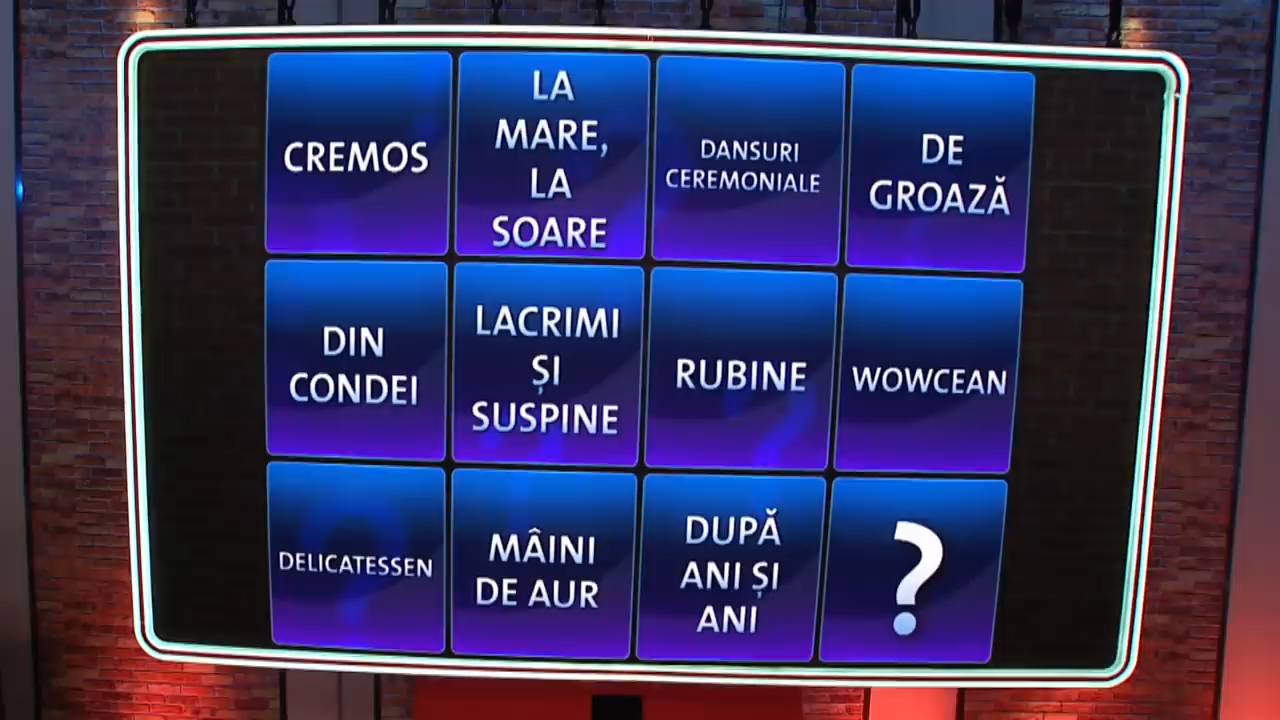 CREMOS
LA
MARE,
LA
SOARE
DANSURI
CEREMONIALE
DE
GROAZĂ
DIN
CONDEI
LACRIMI
ȘI
SUSPINE
RUBINE
WOWCEAN
DELICATESSEN
MÂINI
DE AUR
DUPĂ
ANI ȘI
ANI
?